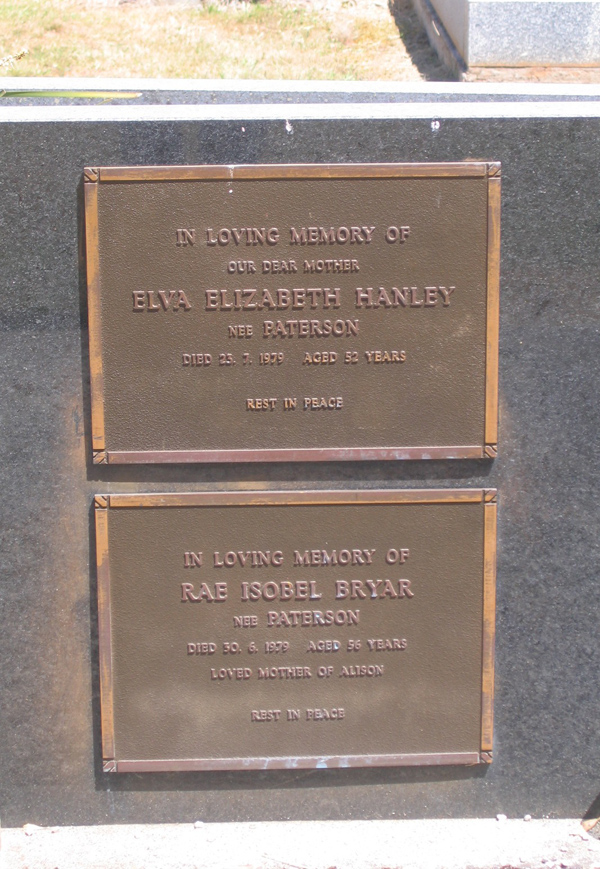 IN LOVING MEMORY OF
OUR DEAR MOTHER
ELVA ELIZABETH HANLEY
NEE PATERSON
DIED 23. 7. 1979 AGED 52 YEARS
REST IN PEACE
IN LOVING MEMORY OF
RAE ISOBEL BRYAR
NEE PATERSON
DIED 30. 6. 1979 AGED 56 YEARS
LOVED MOTHER OF ALISON
REST IN PEACE